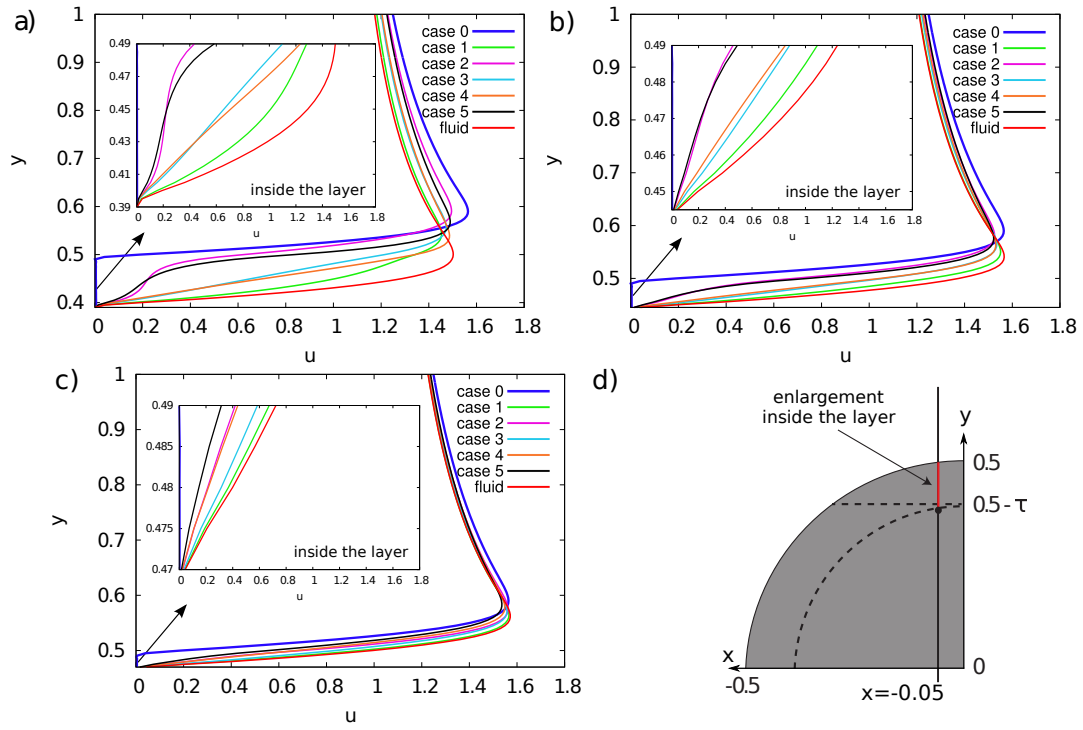 a)
1
0.9
0.8
0.7
0.6
0.5
0.4
y
0 0.2 0.4 0.6 0.8 1 1.2 1.4 1.6 1.8
u
case 0
case 1
case 2
case 3
case 4
case 5
fluid
0.49
0.47
0.45
0.43
0.41
0.39
0 0.2 0.4 0.6 0.8 1.0 1.2 1.4 1.6 1.8
u
inside the layer
b)
1
0.9
0.8
0.7
0.6
0.5
y
0 0.2 0.4 0.6 0.8 1 1.2 1.4 1.6 1.8
u
case 0
case 1
case 2
case 3
case 4
case 5
fluid
0.49
0.48
0.47
0.46
0.45
0 0.2 0.4 0.6 0.8 1.0 1.2 1.4 1.6 1.8
u
inside the layer
c)
1
0.9
0.8
0.7
0.6
0.5
y
0 0.2 0.4 0.6 0.8 1 1.2 1.4 1.6 1.8
u
case 0
case 1
case 2
case 3
case 4
case 5
fluid
0.49
0.485
0.48
0.475
0.47
0 0.2 0.4 0.6 0.8 1.0 1.2 1.4 1.6 1.8
u
inside the layer
d)
enlargement
inside the layer
y
0.5
0.5-τ
x
0
-0.5
x=-0.05